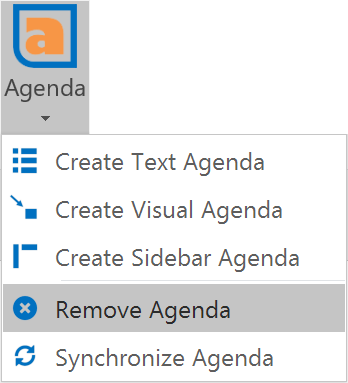 a
Agenda
Create Text Agenda
Create Visual Agenda
Create Sidebar Agenda
Remove Agenda
Synchronize Agenda